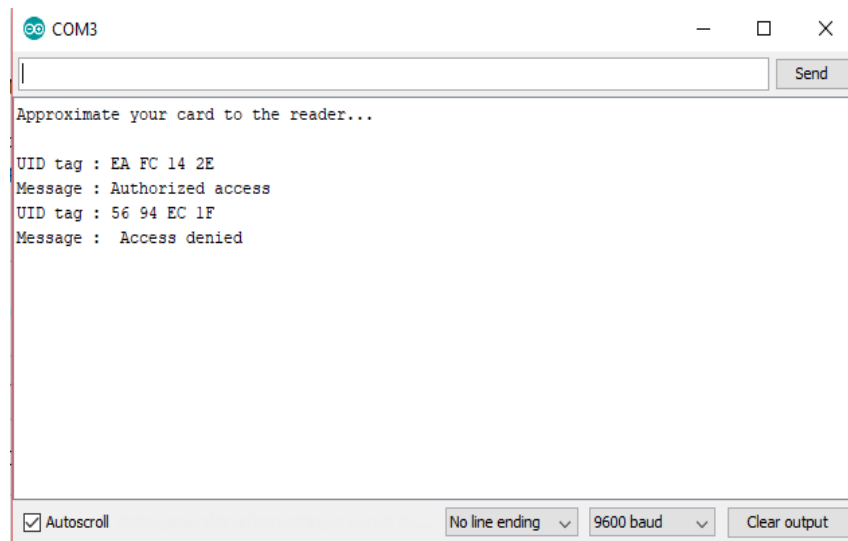 COM3
Send
Approximate your card to the reader...
UID tag : EA FC 14 2E
Message : Authorized access
UID tag : 56 94 EC 1F
Message :  Access denied
Autoscroll
No line ending
9600 baud
Clear output